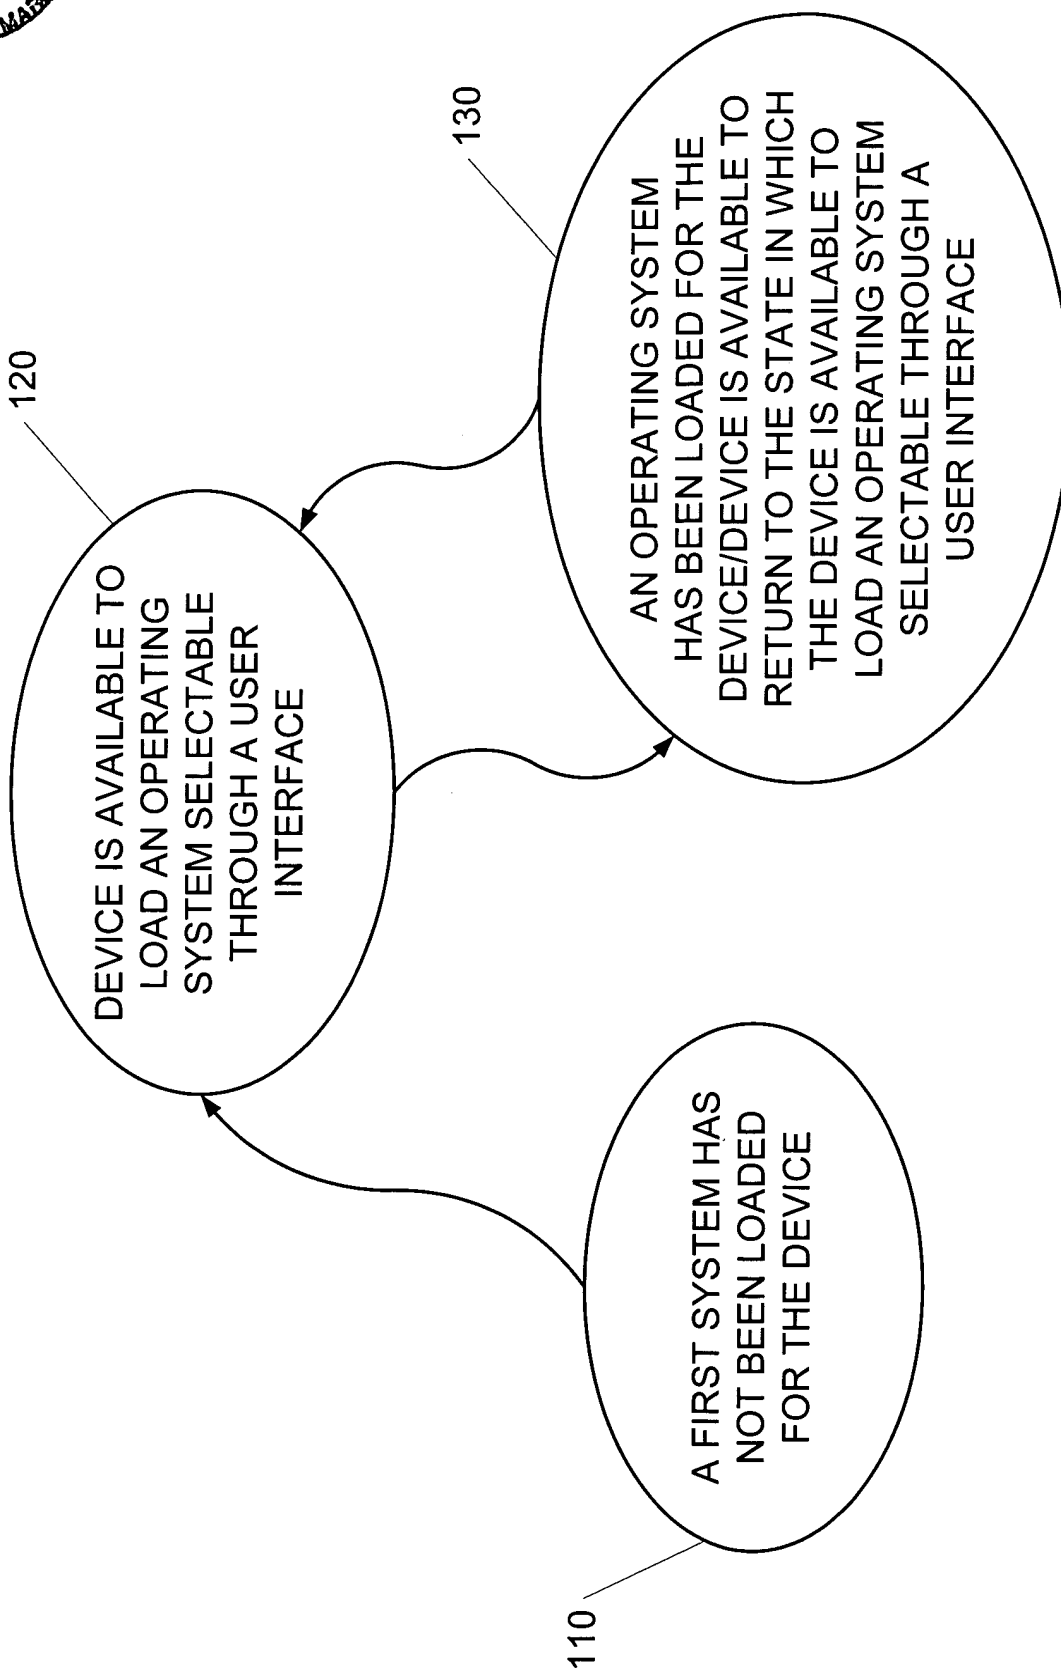 120
DEVICE IS AVAILABLE TO
LOAD AN OPERATING
SYSTEM SELECTABLE
THROUGH A USER
INTERFACE
130
AN OPERATING SYSTEM
HAS BEEN LOADED FOR THE
DEVICE/DEVICE IS AVAILABLE TO
RETURN TO THE STATE IN WHICH
THE DEVICE IS AVAILABLE TO
LOAD AN OPERATING SYSTEM
SELECTABLE THROUGH A
USER INTERFACE
110
A FIRST SYSTEM HAS
NOT BEEN LOADED
FOR THE DEVICE